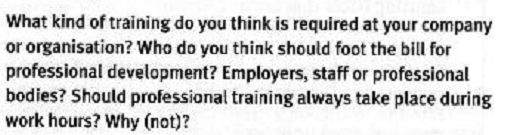 What kind of training do you think is required at your company
or organisation? Who do you think should foot the bill for
professional development? Employers, staff or professional
bodies? Should professional training always take place during
work hours? Why (not)?